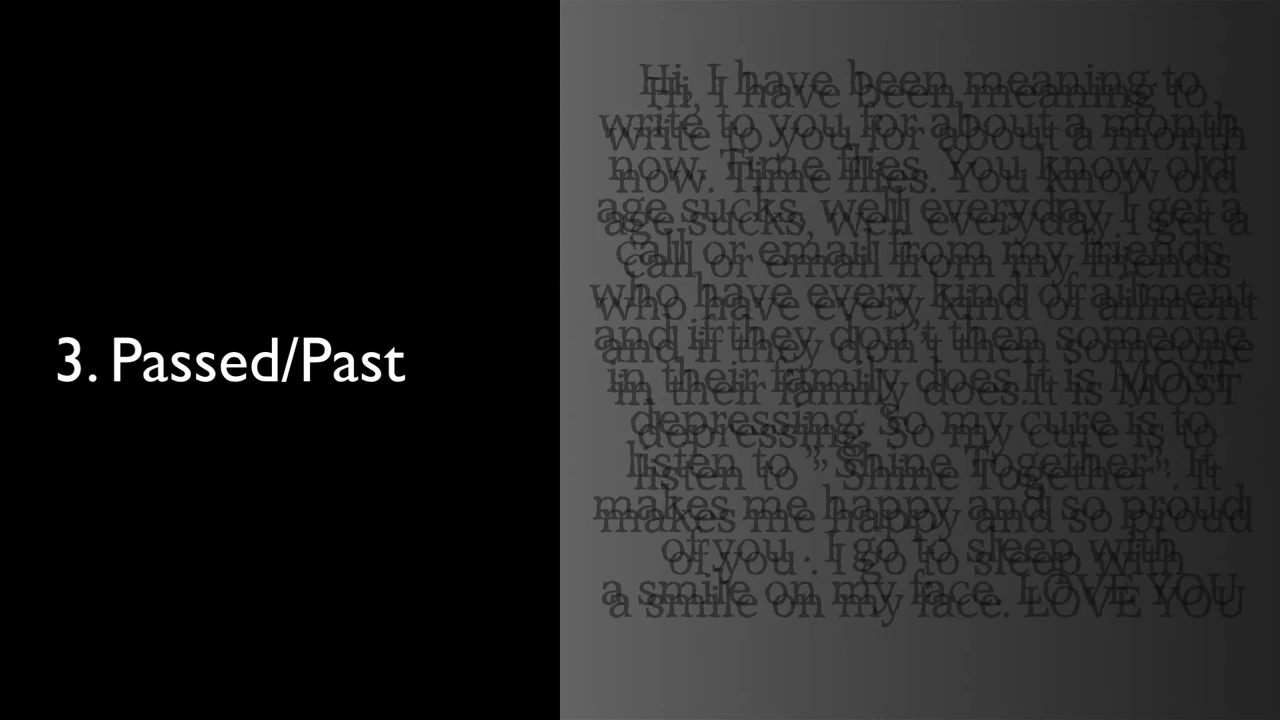 3. Passed/Past
Hi, I have been meaning to
write to you for about a month
now. Time flies. You know old
age sucks, well everyday I get a
call or email from my friends
who have every kind of ailment
and if they don't then someone
in their family does.It is MOST
depressing. So my cure is to
listen to ” Shine Together”. It
makes me happy and so proud
of you . I go to sleep with
a smile on my face. LOVE YOU